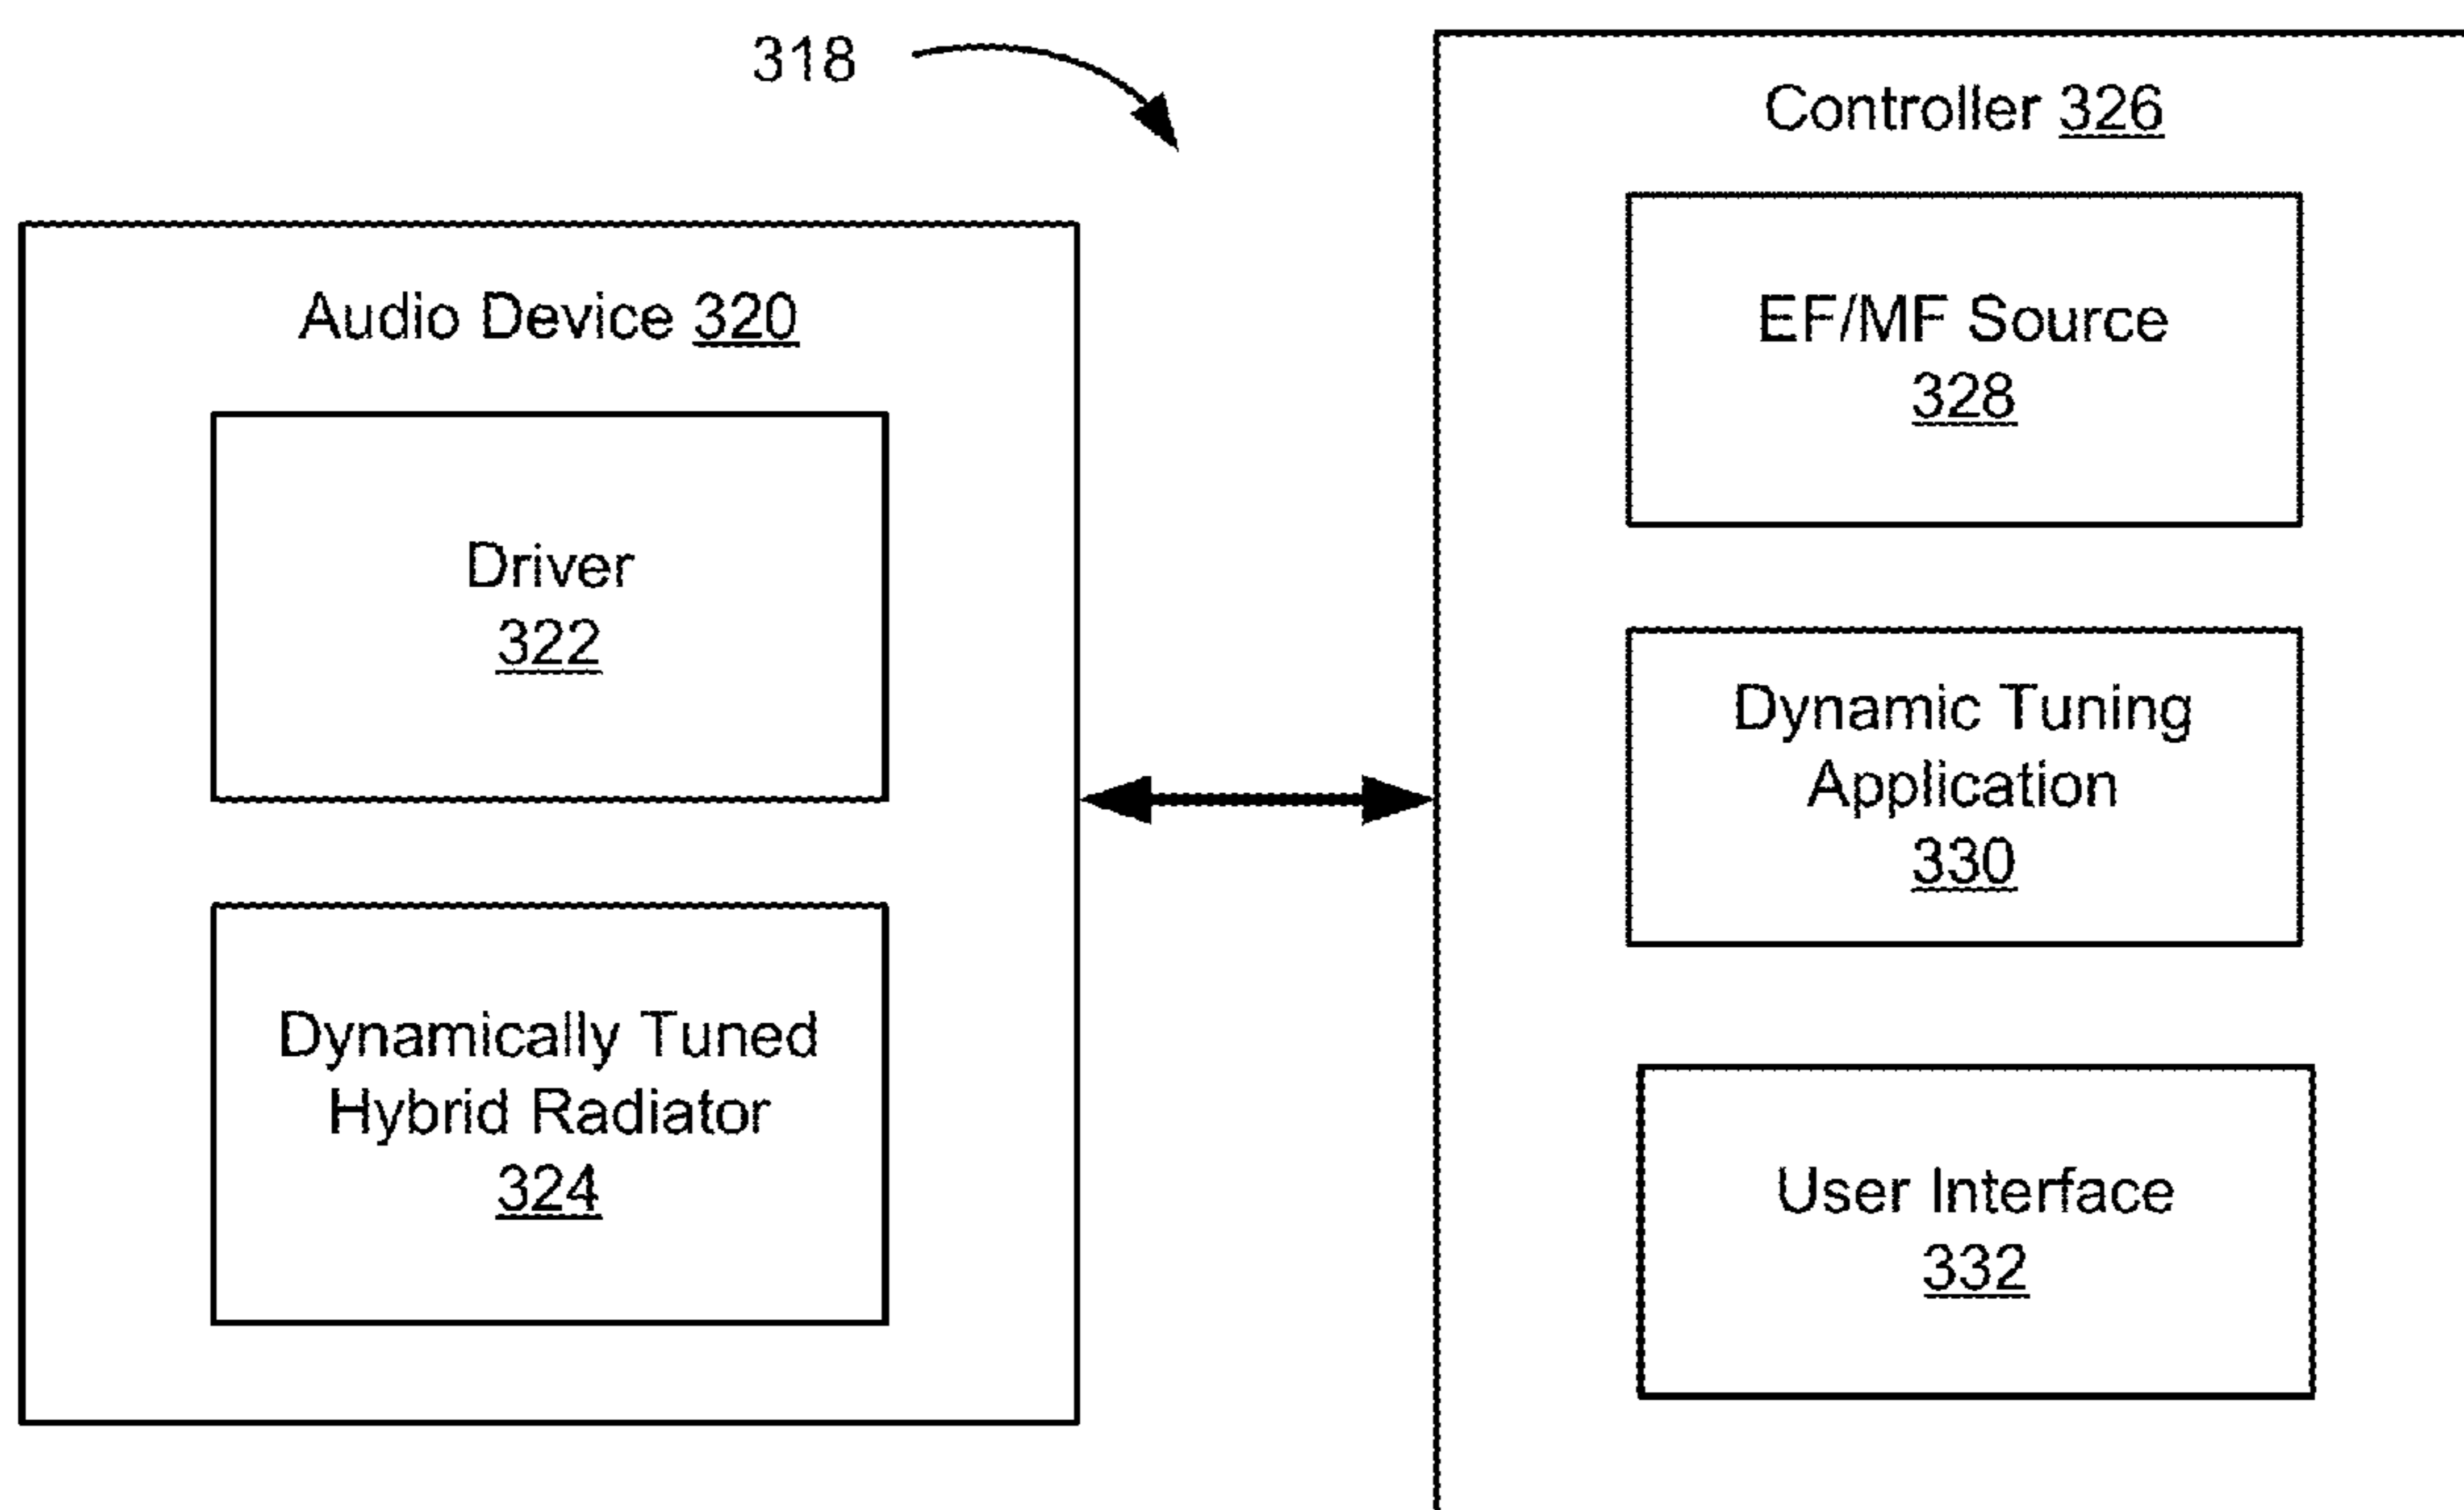 318
Audio Device 320
Driver
322
Dynamically Tuned
Hybrid Radiator
324
Controller 326
EF/MF Source
328
Dynamic Tuning
Application
330
User Interface
332